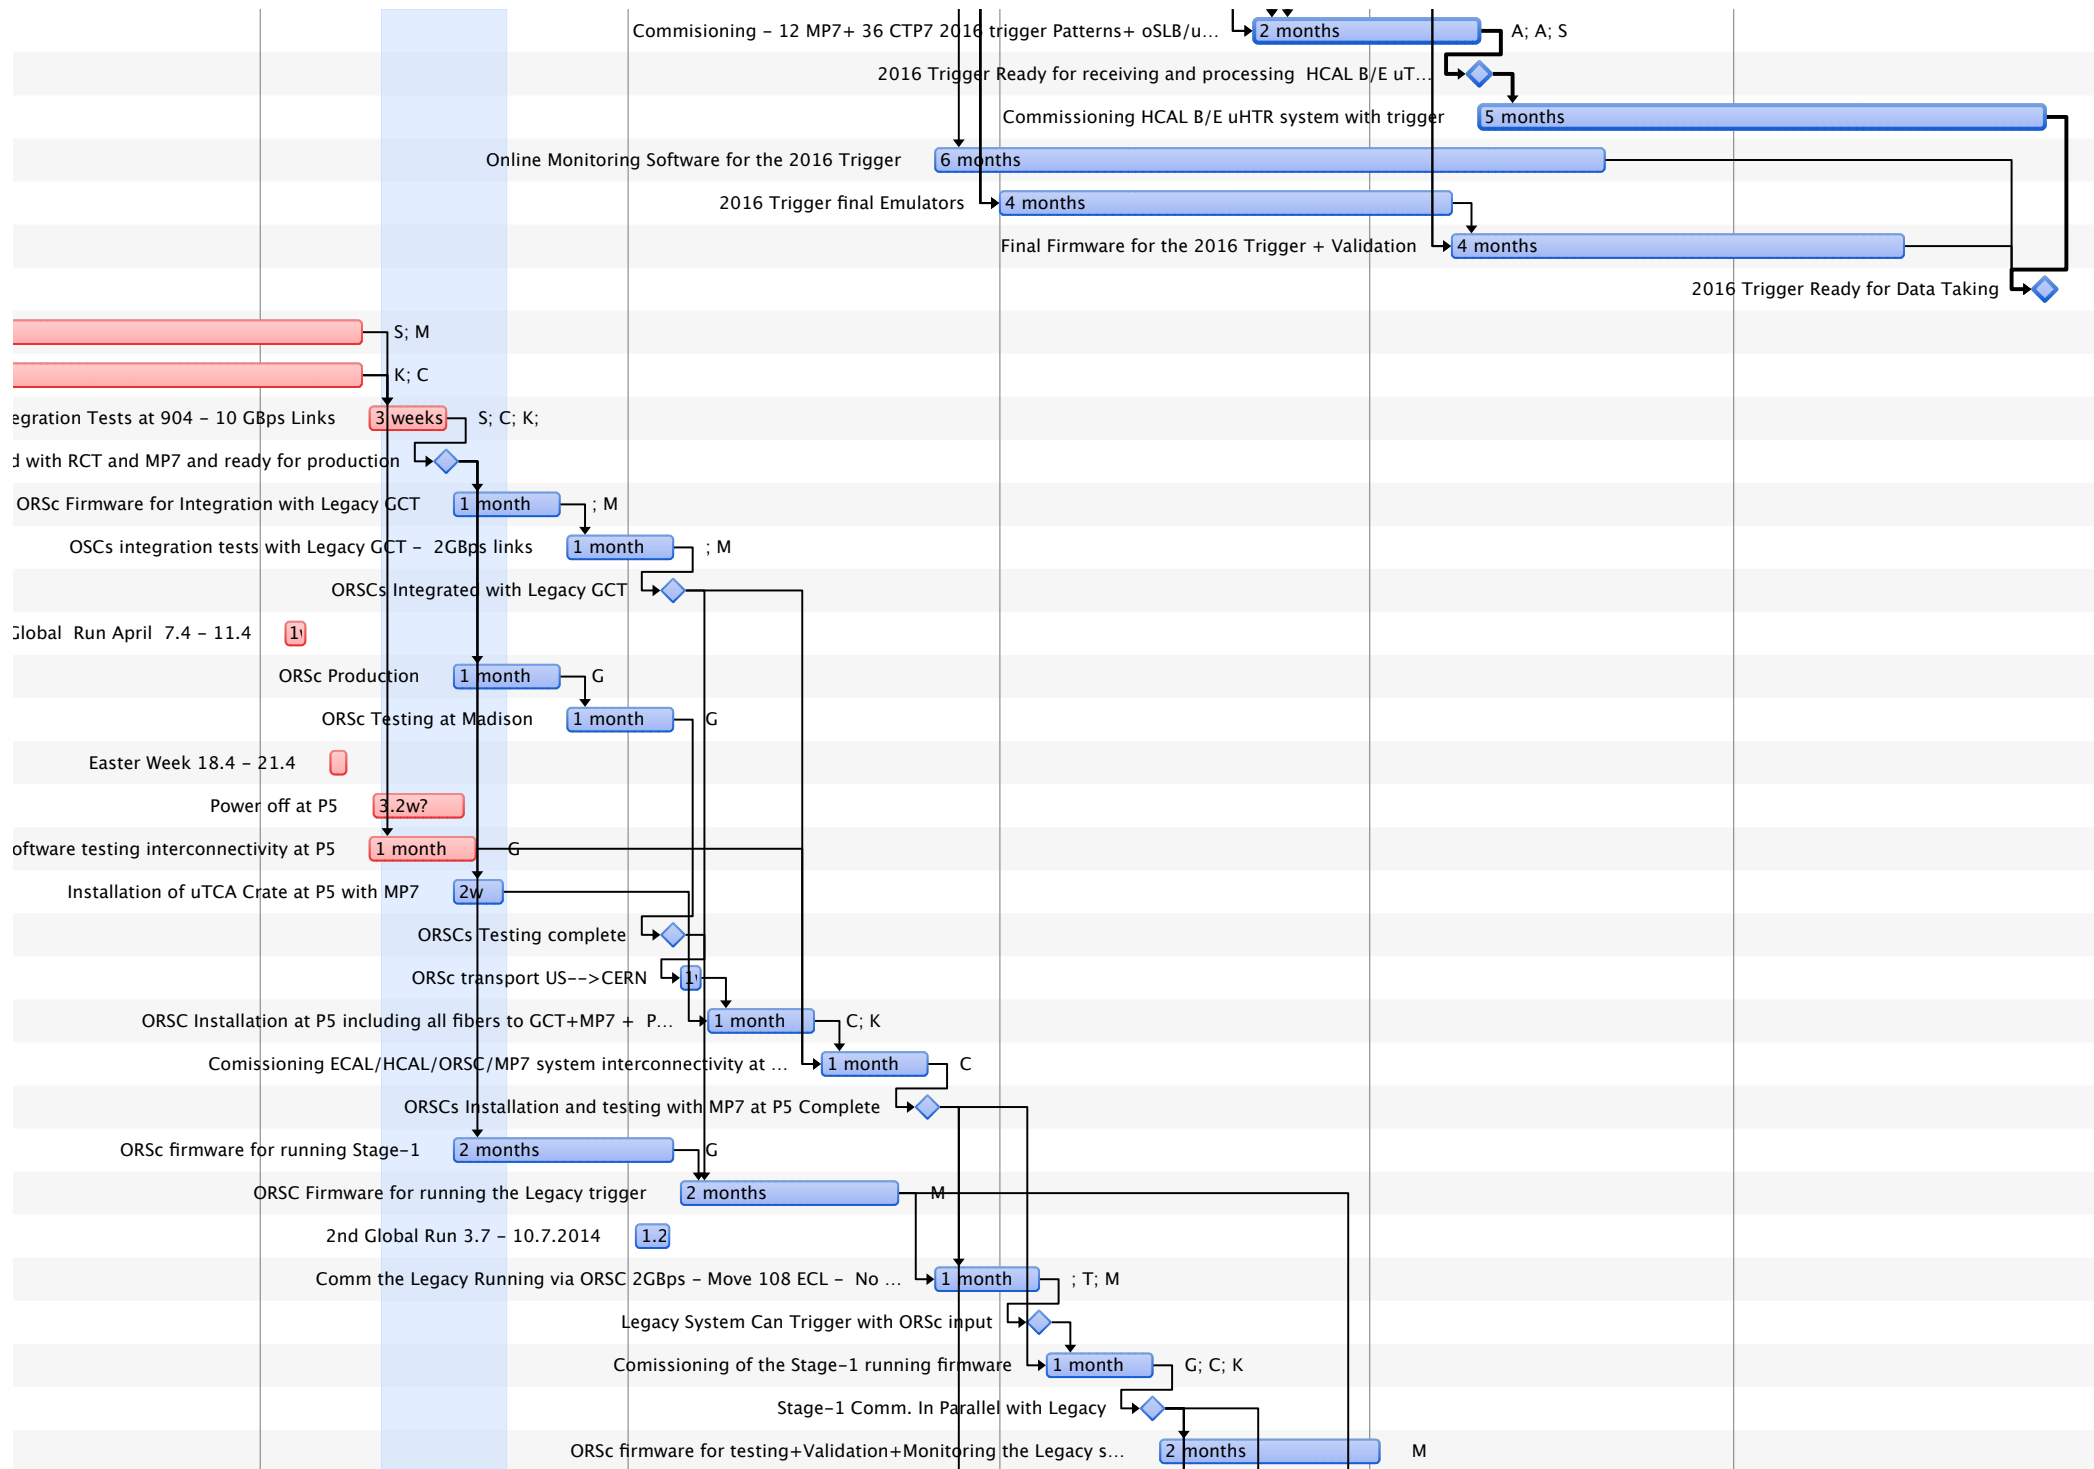 Commisioning – 12 MP7+ 36 CTP7 2016 trigger Patterns+ oSLB/u... 2 months A; A; S
2016 Trigger Ready for receiving and processing HCAL B/E uT...
Commissioning HCAL B/E uHTR system with trigger 5 months
Online Monitoring Software for the 2016 Trigger 6 months
2016 Trigger final Emulators 4 months
Final Firmware for the 2016 Trigger + Validation 4 months
2016 Trigger Ready for Data Taking
S; M
K; C
egration Tests at 904 – 10 GBps Links 3 weeks S; C; K;
d with RCT and MP7 and ready for production
ORSc Firmware for Integration with Legacy GCT 1 month ; M
OSCs integration tests with Legacy GCT – 2GBps links 1 month ; M
ORSCs Integrated with Legacy GCT
Global Run April 7.4 – 11.4 1w
ORSc Production 1 month G
ORSc Testing at Madison 1 month G
Easter Week 18.4 – 21.4
Power off at P5 3.2w?
oftware testing interconnectivity at P5 1 month G
Installation of uTCA Crate at P5 with MP7 2w
ORSCs Testing complete
ORSc transport US-->CERN 1w
ORSC Installation at P5 including all fibers to GCT+MP7 + P... 1 month C; K
Comissioning ECAL/HCAL/ORSC/MP7 system interconnectivity at ... 1 month C
ORSCs Installation and testing with MP7 at P5 Complete
ORSc firmware for running Stage–1 2 months G
ORSC Firmware for running the Legacy trigger 2 months M
2nd Global Run 3.7 – 10.7.2014 1.2
Comm the Legacy Running via ORSC 2GBps – Move 108 ECL – No ... 1 month ; T; M
Legacy System Can Trigger with ORSc input
Comissioning of the Stage–1 running firmware 1 month G; C; K
Stage–1 Comm. In Parallel with Legacy
ORSc firmware for testing+Validation+Monitoring the Legacy s... 2 months M